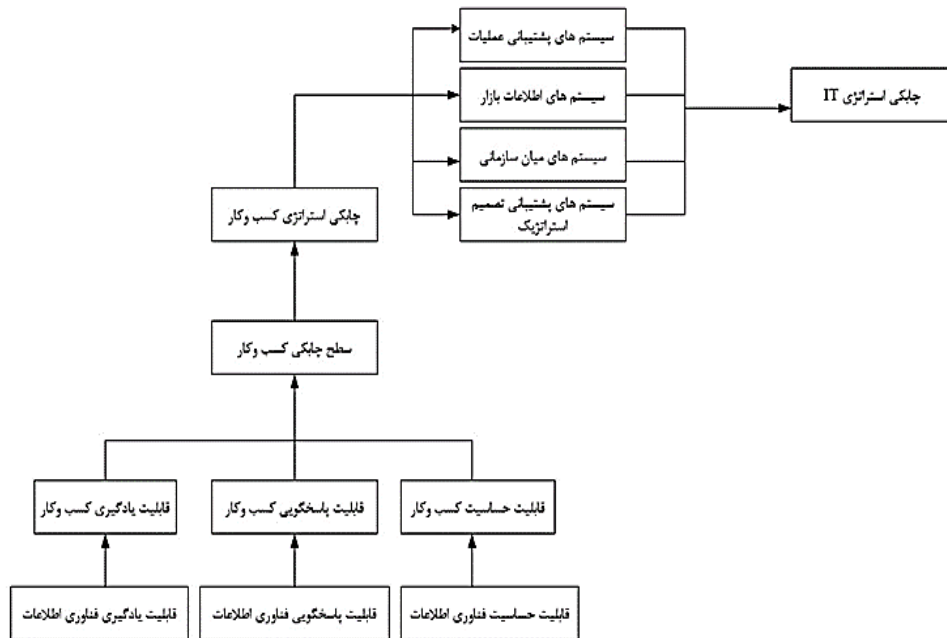 سیستم های پشتیبانی عملیات
سیستم های اطلاعات بازار
چابکی استراتژی IT
سیستم های میان سازمانی
سیستم های پشتیبانی تصمیم
استراتژیک
چابکی استراتژی کسب وکار
سطح چابکی کسب وکار
قابلیت حساسیت کسب وکار
قابلیت پاسخگویی کسب وکار
قابلیت یادگیری کسب وکار
قابلیت حساسیت فناوری اطلاعات
قابلیت پاسخگویی فناوری اطلاعات
قابلیت یادگیری فناوری اطلاعات